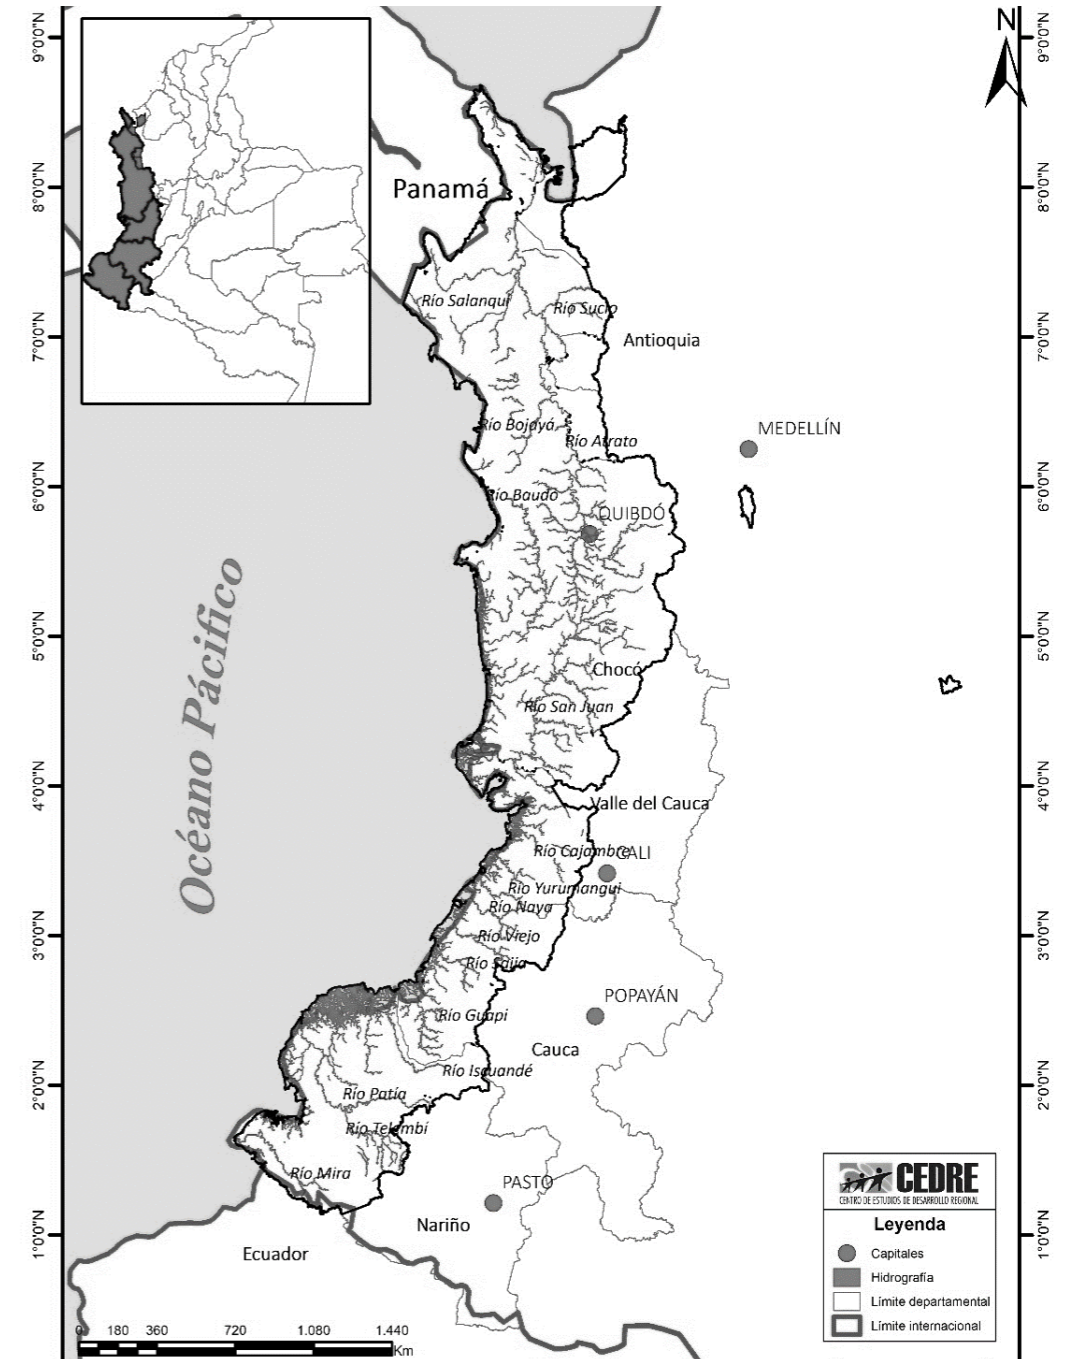 N
9°0'0"N
8°0'0"N
7°0'0"N
6°0'0"N
5°0'0"N
4°0'0"N
3°0'0"N
2°0'0"N
1°0'0"N
9°0'0"N
8°0'0"N
7°0'0"N
6°0'0"N
5°0'0"N
4°0'0"N
3°0'0"N
2°0'0"N
1°0'0"N
Panamá
Río Salanquí
Río Sucio
Antioquia
MEDELLÍN
Río Bojayá
Río Atrato
Río Baudó
QUIBDÓ
Océano Pácifico
Chocó
Río San Juan
Valle del Cauca
Río Cajambre
CALI
Río Yurumangui
Río Naya
Río Viejo
Río Saija
POPAYÁN
Río Guapi
Cauca
Río Iscuandé
Río Patía
Río Telembí
Río Mira
PASTO
Nariño
Ecuador
CEDRE
CENTRO DE ESTUDIOS DE DESARROLLO REGIONAL
Leyenda
Capitales
Hidrografía
Límite departamental
Límite internacional
0 180 360 720 1.080 1.440
Km